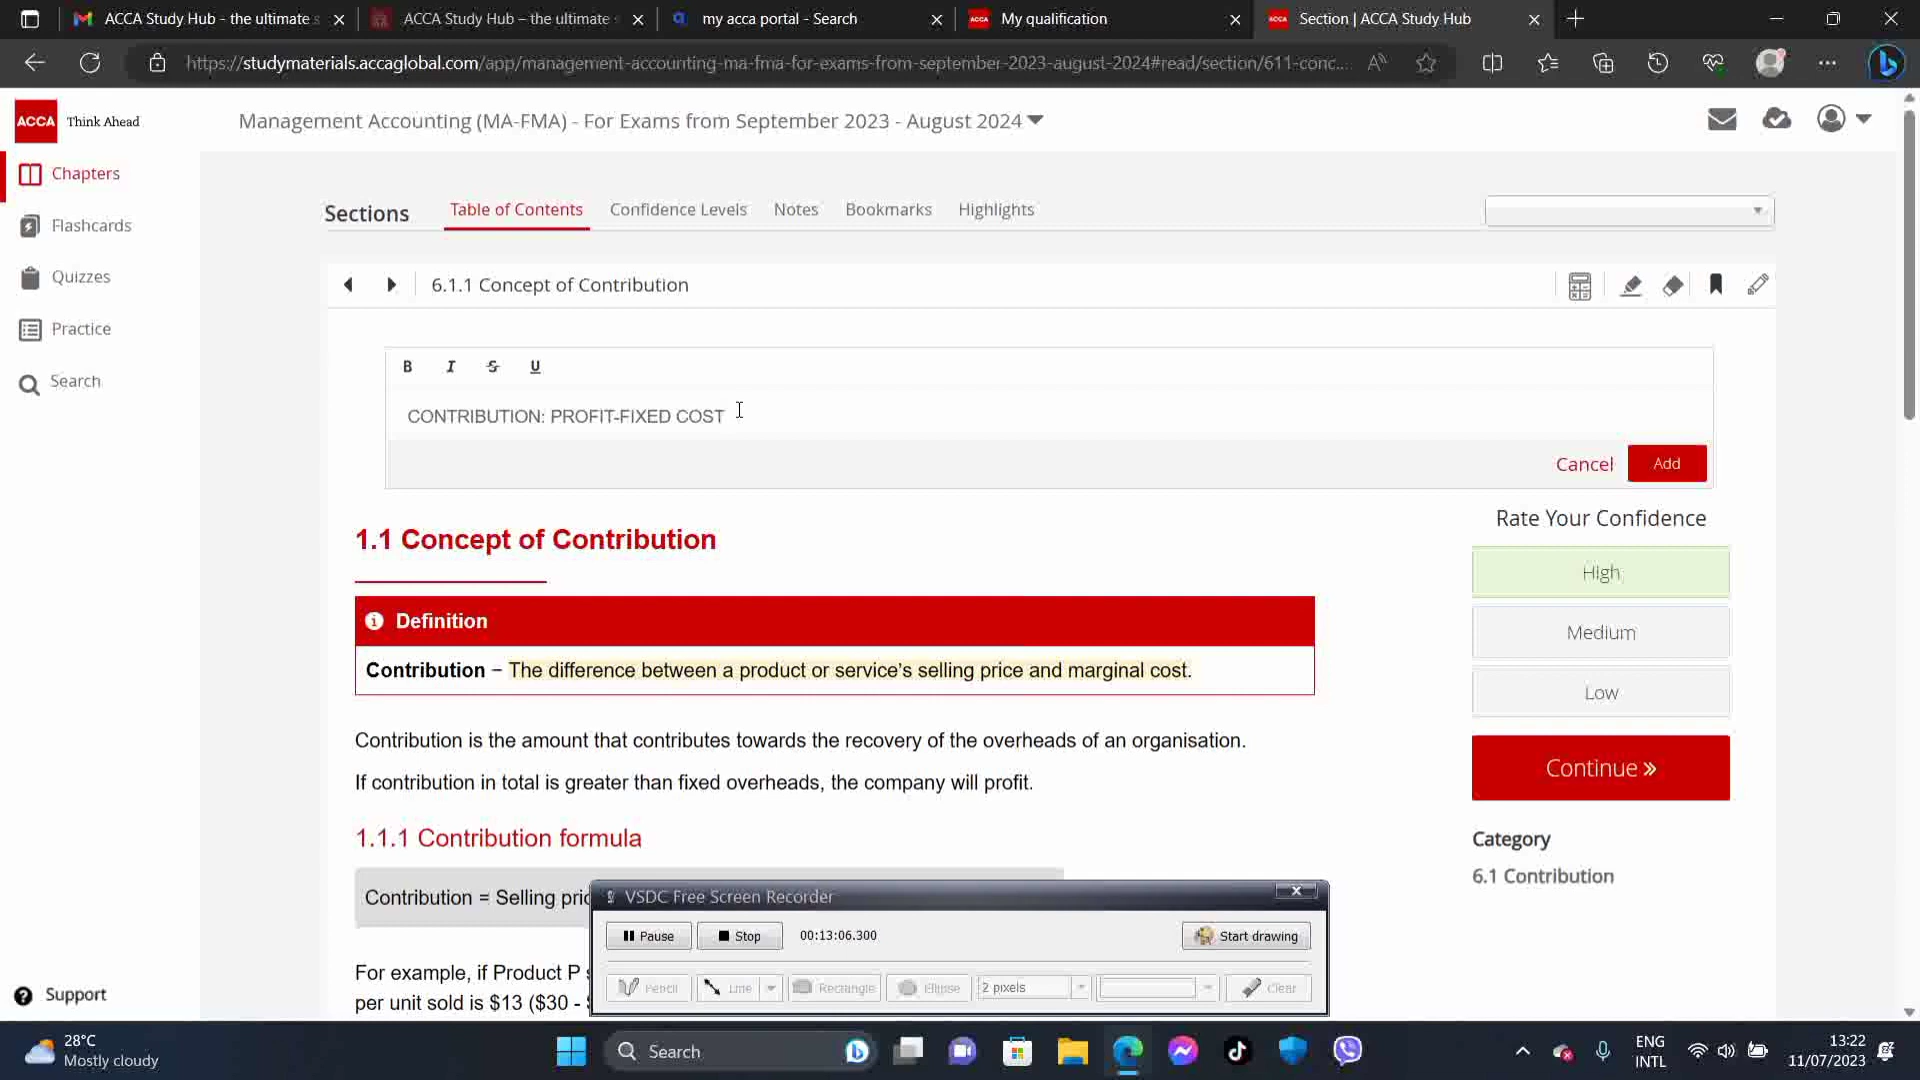 ACCA Study Hub - the ultimate s
ACCA Study Hub – the ultimate
my acca portal - Search
My qualification
Section | ACCA Study Hub
https://studymaterials.accaglobal.com/app/management-accounting-ma-fma-for-exams-from-september-2023-august-2024#read/section/611-conc...
ACCA Think Ahead
Management Accounting (MA-FMA) - For Exams from September 2023 - August 2024
Chapters
Flashcards
Quizzes
Practice
Search
Support
Sections
Table of Contents
Confidence Levels
Notes
Bookmarks
Highlights
6.1.1 Concept of Contribution
B I S U
CONTRIBUTION: PROFIT-FIXED COST
Cancel
Add
1.1 Concept of Contribution
Definition
Contribution – The difference between a product or service's selling price and marginal cost.
Contribution is the amount that contributes towards the recovery of the overheads of an organisation.
If contribution in total is greater than fixed overheads, the company will profit.
1.1.1 Contribution formula
Contribution = Selling pric
For example, if Product P s
per unit sold is $13 ($30 -
Rate Your Confidence
High
Medium
Low
Continue »
Category
6.1 Contribution
VSDC Free Screen Recorder
Pause
Stop
00:13:06.300
Start drawing
Pencil
Line
Rectangle
Ellipse
2 pixels
Clear
28°C
Mostly cloudy
Search
ENG
INTL
13:22
11/07/2023